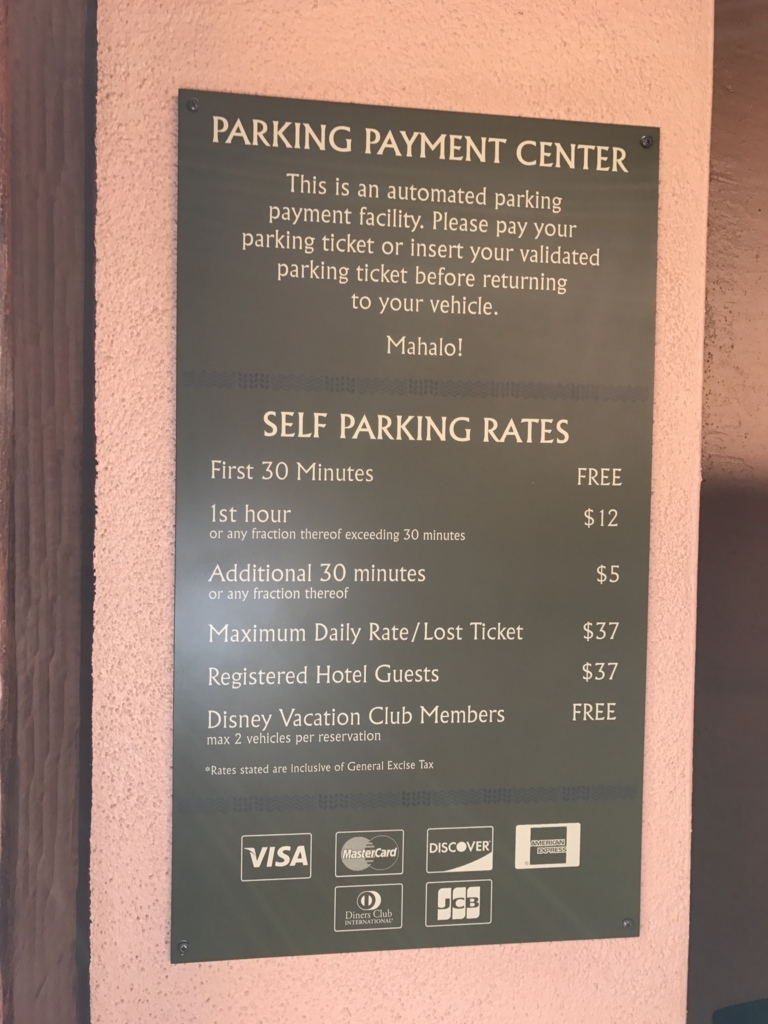 PARKING PAYMENT CENTER
This is an automated parking
payment facility. Please pay your
parking ticket or insert your validated
parking ticket before returning
to your vehicle.
Mahalo!
SELF PARKING RATES
First 30 Minutes FREE
1st hour $12
or any fraction thereof exceeding 30 minutes
Additional 30 minutes $5
or any fraction thereof
Maximum Daily Rate/Lost Ticket $37
Registered Hotel Guests $37
Disney Vacation Club Members FREE
max 2 vehicles per reservation
*Rates stated are inclusive of General Excise Tax
VISA MasterCard DISCOVER AMERICAN EXPRESS
Diners Club INTERNATIONAL JCB